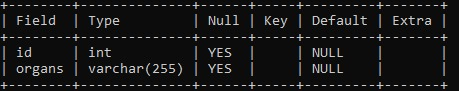 +--------+--------------+------+-----+---------+-------+
| Field  | Type         | Null | Key | Default | Extra |
+--------+--------------+------+-----+---------+-------+
| id     | int          | YES  |     | NULL    |       |
| organs | varchar(255) | YES  |     | NULL    |       |
+--------+--------------+------+-----+---------+-------+